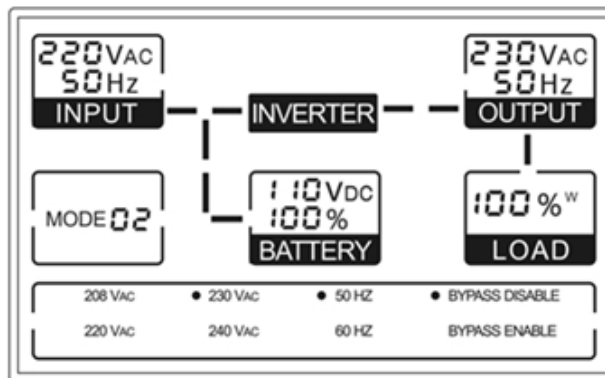 220VAC
50Hz
INPUT
INVERTER
230VAC
50Hz
OUTPUT
MODE 02
110VDC
100%
BATTERY
100%W
LOAD
208 VAC • 230 VAC • 50 HZ • BYPASS DISABLE
220 VAC 240 VAC 60 HZ BYPASS ENABLE